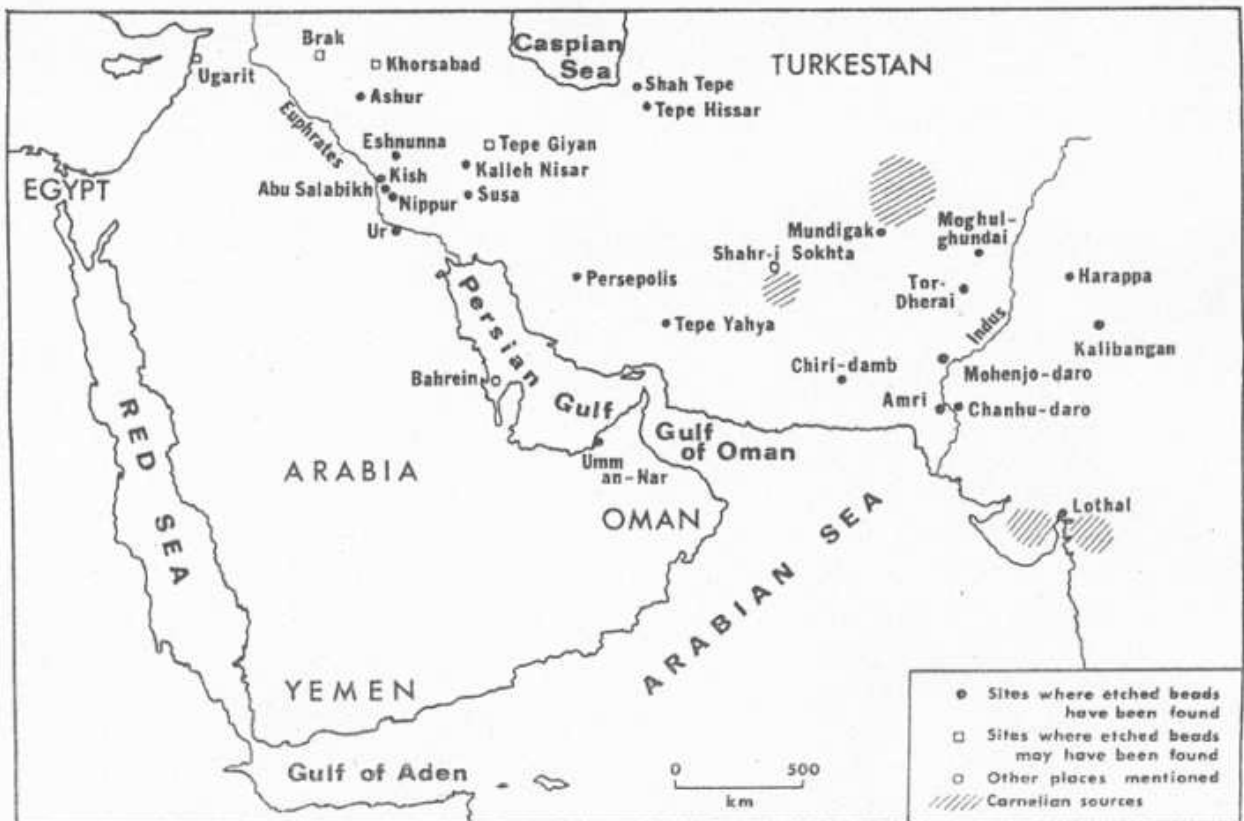 Brak
Caspian
Sea
TURKESTAN
Ugarit
Khorsabad
Shah Tepe
Ashur
Tepe Hissar
Euphrates
Eshnunna
Tepe Giyan
Kish
Kalleh Nisar
EGYPT
Abu Salabikh
Nippur
Susa
Ur
Mundigak
Moghul-
ghundai
Shahr-i Sokhta
Persepolis
Tor-
Dherai
Harappa
Persian
Gulf
Tepe Yahya
Indus
Kalibangan
Chiri-damb
Mohenjo-daro
Bahrein
Amri
Chanhu-daro
RED SEA
Gulf
of Oman
Umm
an-Nar
ARABIA
OMAN
Lothal
ARABIAN SEA
YEMEN
Gulf of Aden
0 500
km
Sites where etched beads
have been found
Sites where etched beads
may have been found
Other places mentioned
Carnelian sources